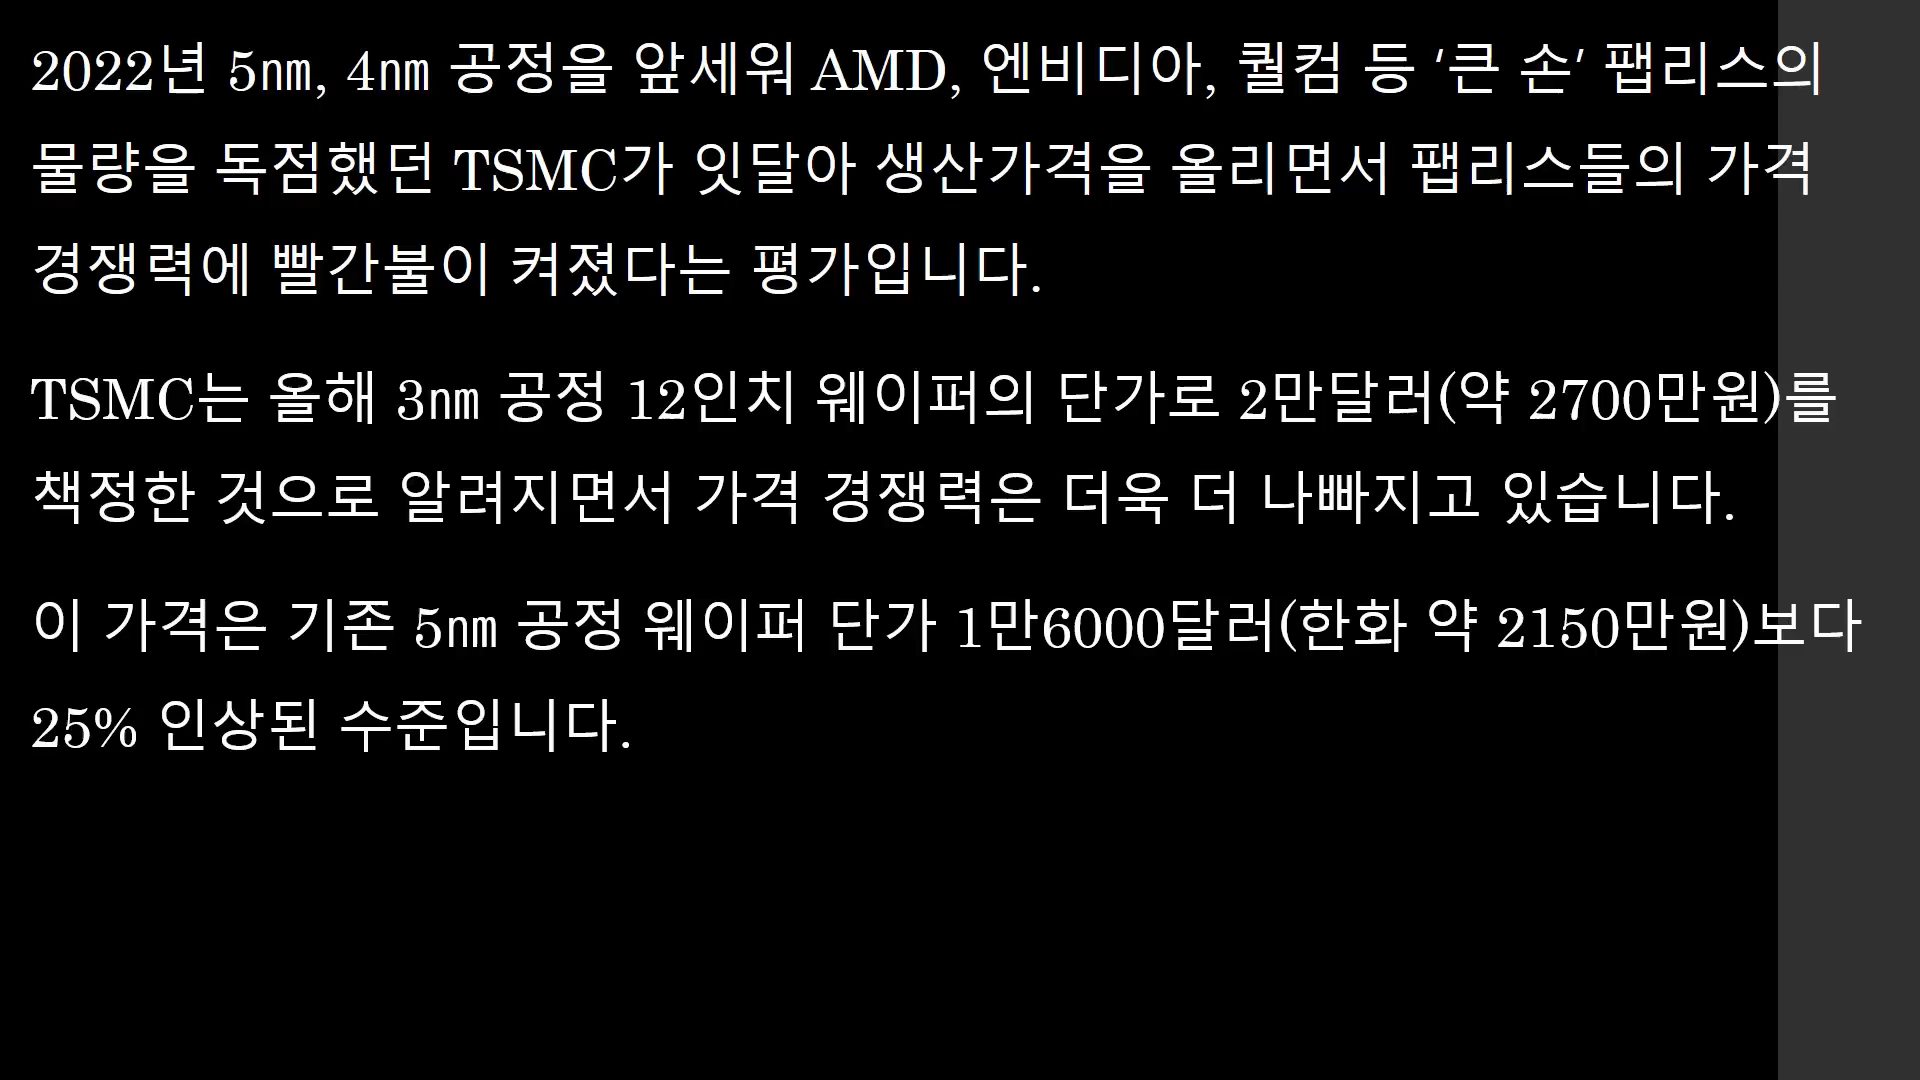 2022년 5㎚, 4㎚ 공정을 앞세워 AMD, 엔비디아, 퀄컴 등 ‘큰 손’ 팹리스의
물량을 독점했던 TSMC가 잇달아 생산가격을 올리면서 팹리스들의 가격
경쟁력에 빨간불이 켜졌다는 평가입니다.
TSMC는 올해 3㎚ 공정 12인치 웨이퍼의 단가로 2만달러(약 2700만원)를
책정한 것으로 알려지면서 가격 경쟁력은 더욱 더 나빠지고 있습니다.
이 가격은 기존 5㎚ 공정 웨이퍼 단가 1만6000달러(한화 약 2150만원)보다
25% 인상된 수준입니다.